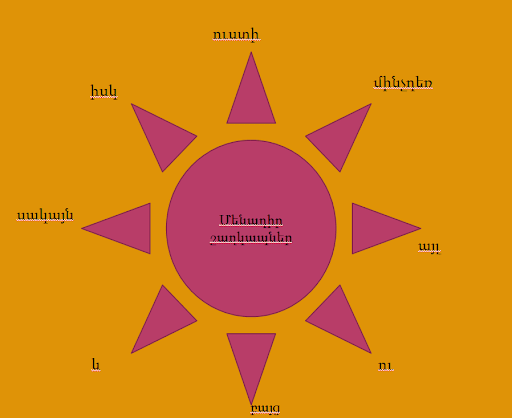 ուստի
մինչդեռ
իսկ
սակայն
Մենադիր
շաղկապներ
այլ
և
ու
բայց